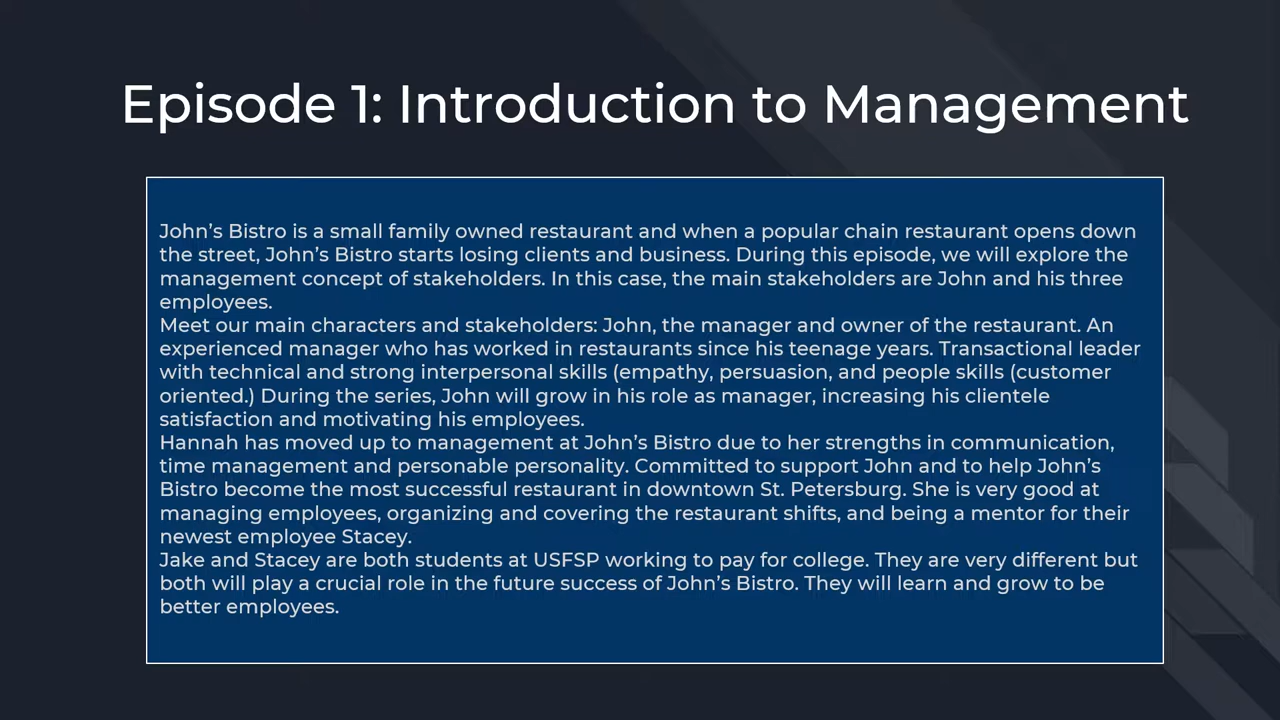 Episode 1: Introduction to Management
John’s Bistro is a small family owned restaurant and when a popular chain restaurant opens down
the street, John’s Bistro starts losing clients and business. During this episode, we will explore the
management concept of stakeholders. In this case, the main stakeholders are John and his three
employees.
Meet our main characters and stakeholders: John, the manager and owner of the restaurant. An
experienced manager who has worked in restaurants since his teenage years. Transactional leader
with technical and strong interpersonal skills (empathy, persuasion, and people skills (customer
oriented.) During the series, John will grow in his role as manager, increasing his clientele
satisfaction and motivating his employees.
Hannah has moved up to management at John’s Bistro due to her strengths in communication,
time management and personable personality. Committed to support John and to help John’s
Bistro become the most successful restaurant in downtown St. Petersburg. She is very good at
managing employees, organizing and covering the restaurant shifts, and being a mentor for their
newest employee Stacey.
Jake and Stacey are both students at USFSP working to pay for college. They are very different but
both will play a crucial role in the future success of John’s Bistro. They will learn and grow to be
better employees.